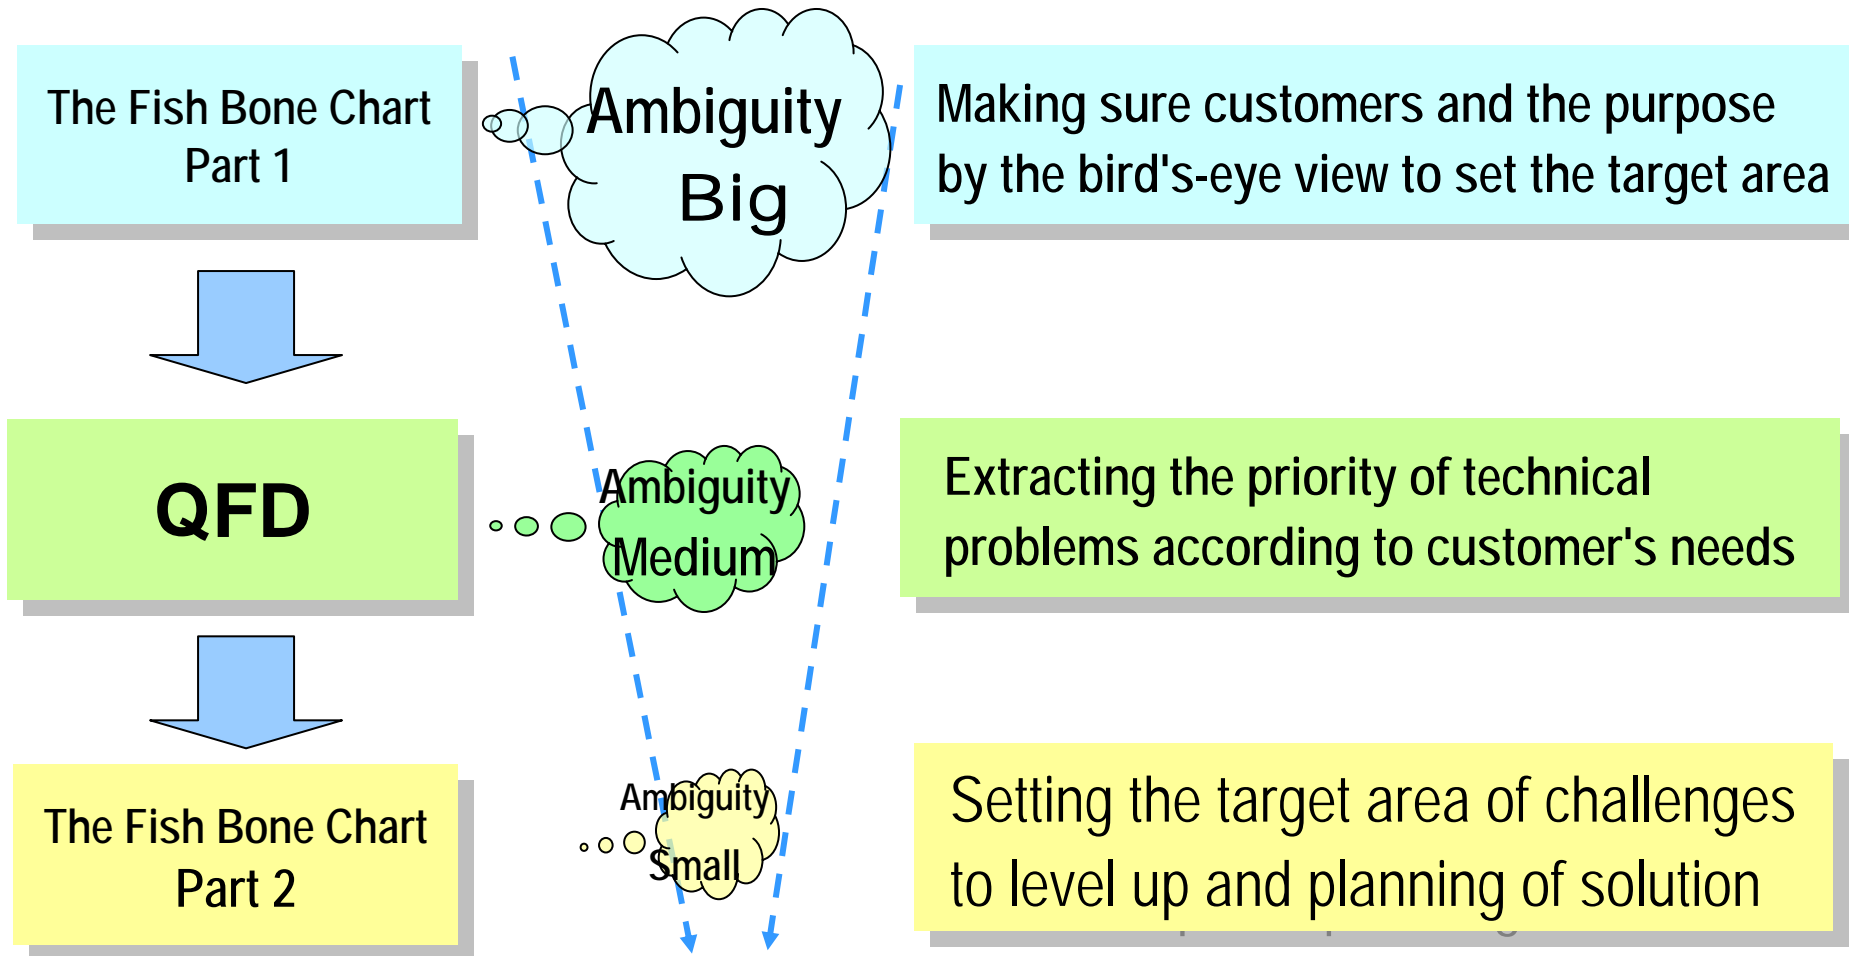 The Fish Bone Chart
Part 1
Ambiguity
Big
Making sure customers and the purpose
by the bird's-eye view to set the target area
QFD
Ambiguity
Medium
Extracting the priority of technical
problems according to customer's needs
The Fish Bone Chart
Part 2
Ambiguity
Small
Setting the target area of challenges
to level up and planning of solution